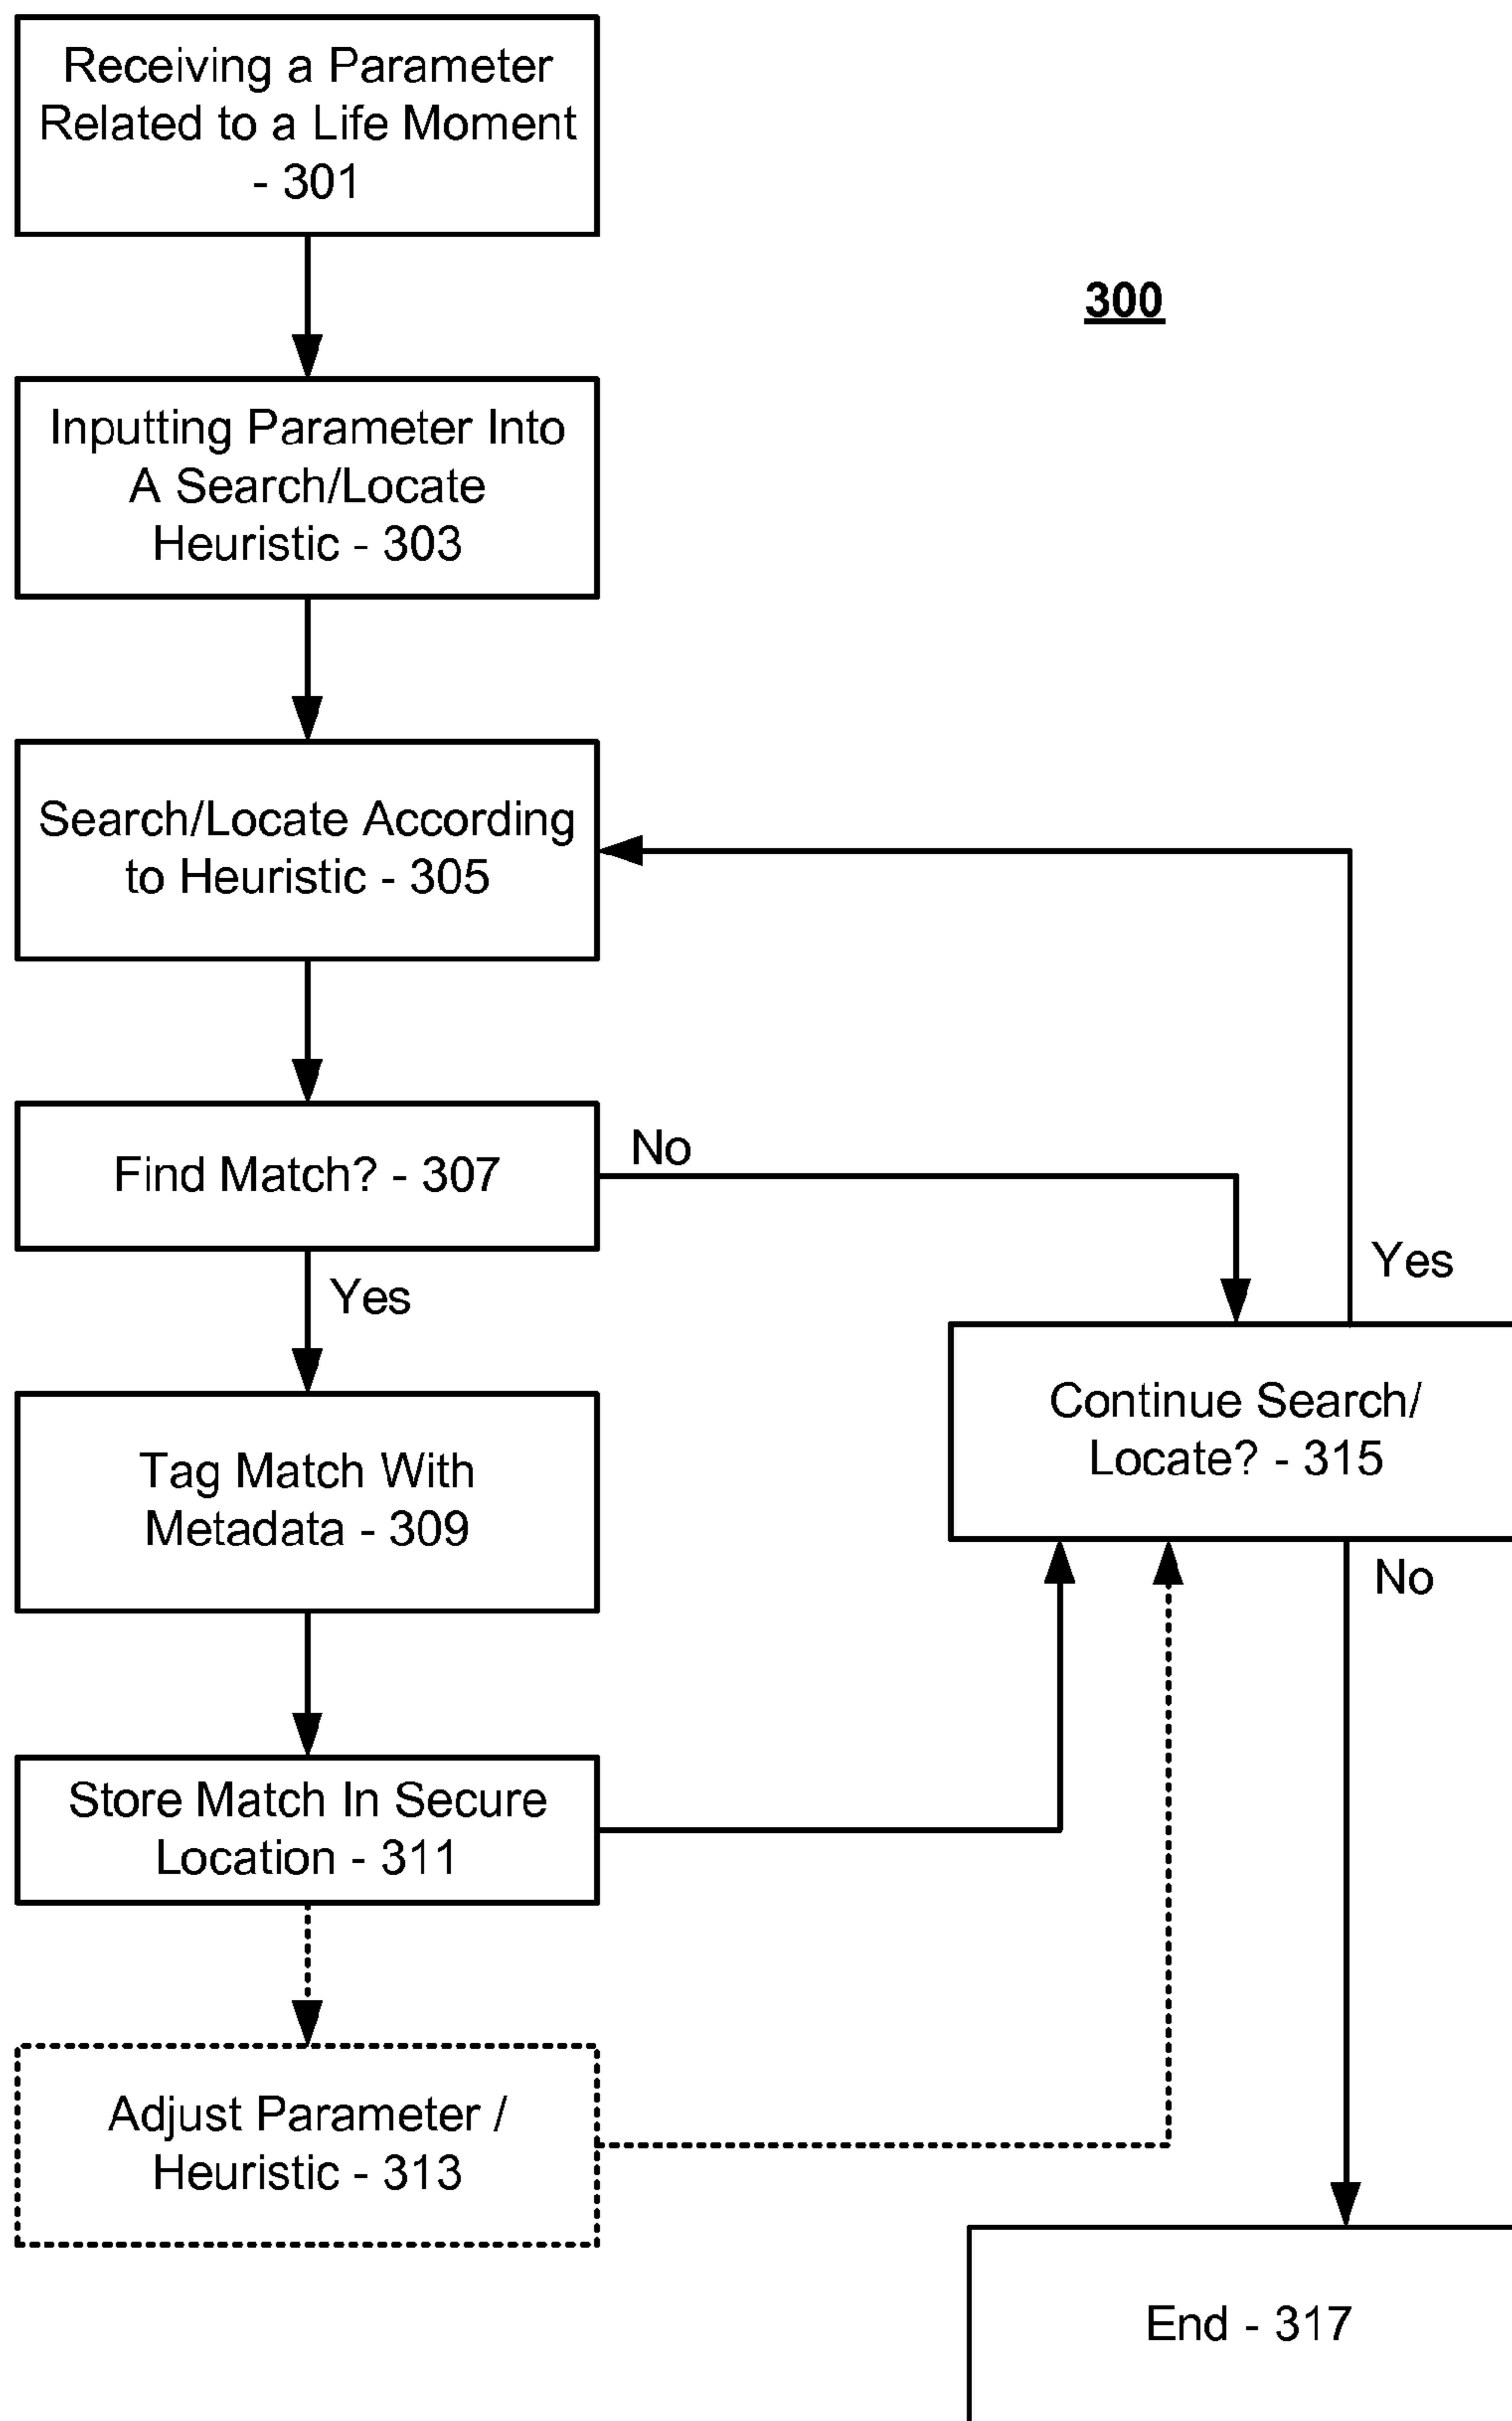 Receiving a Parameter
Related to a Life Moment
- 301
300
Inputting Parameter Into
A Search/Locate
Heuristic - 303
Search/Locate According
to Heuristic - 305
Find Match? - 307
No
Yes
Yes
Continue Search/
Locate? - 315
Tag Match With
Metadata - 309
No
Store Match In Secure
Location - 311
Adjust Parameter /
Heuristic - 313
End - 317